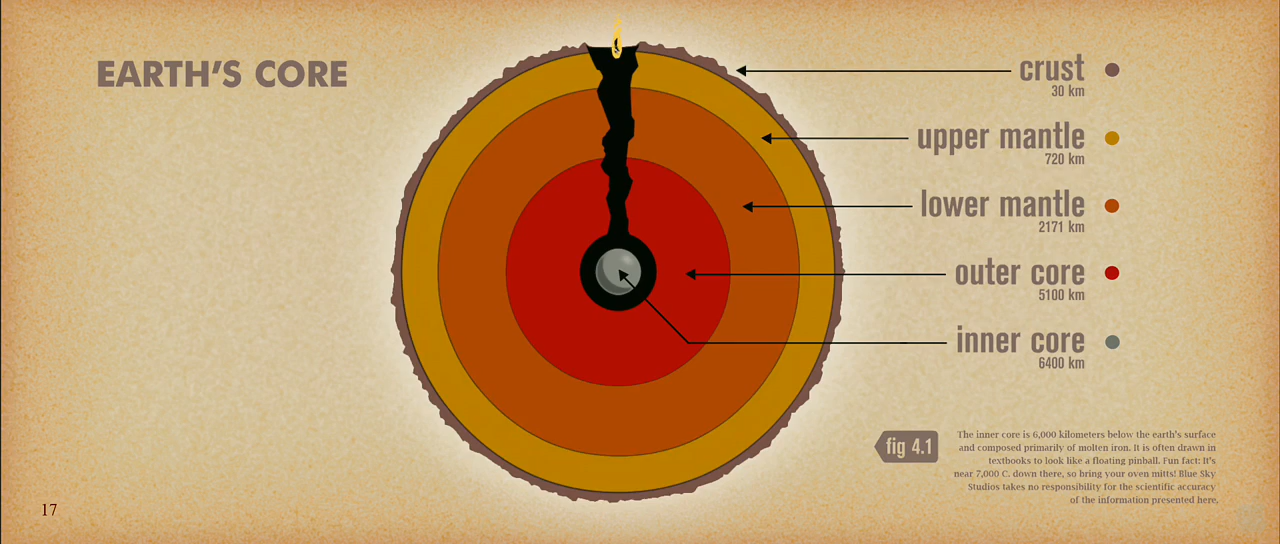 EARTH'S CORE
crust
30 km
upper mantle
720 km
lower mantle
2171 km
outer core
5100 km
inner core
6400 km
fig 4.1
The inner core is 6,000 kilometers below the earth's surface
and composed primarily of molten iron. It is often drawn in
textbooks to look like a floating pinball. Fun fact: It's
near 7,000 C. down there, so bring your oven mitts! Blue Sky
Studios takes no responsibility for the scientific accuracy
of the information presented here.
17